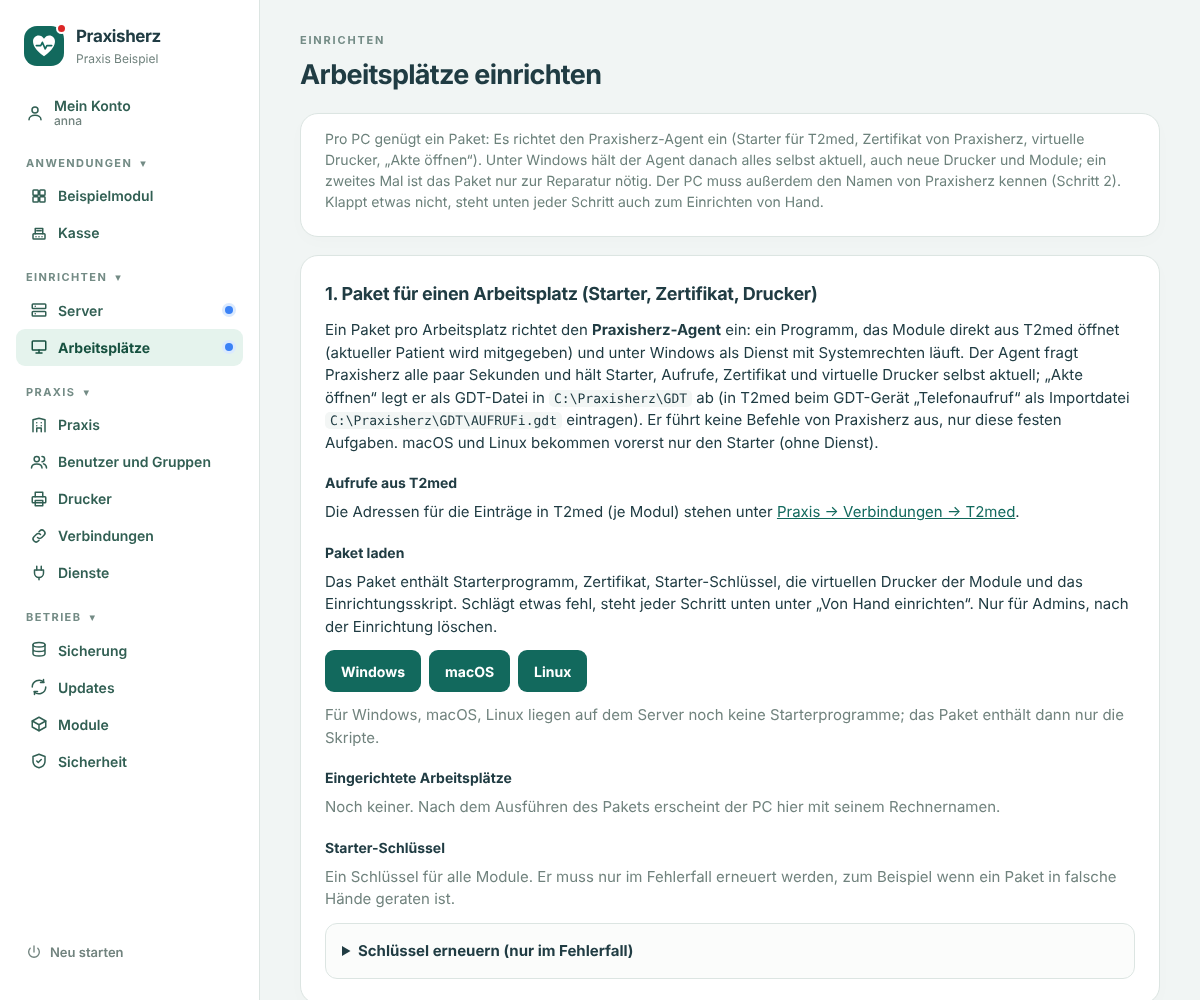 Praxisherz
Praxis Beispiel
Mein Konto
anna
ANWENDUNGEN ▼
Beispielmodul
Kasse
EINRICHTEN ▼
Server
Arbeitsplätze
PRAXIS ▼
Praxis
Benutzer und Gruppen
Drucker
Verbindungen
Dienste
BETRIEB ▼
Sicherung
Updates
Module
Sicherheit
Neu starten
EINRICHTEN
Arbeitsplätze einrichten
Pro PC genügt ein Paket: Es richtet den Praxisherz-Agent ein (Starter für T2med, Zertifikat von Praxisherz, virtuelle
Drucker, „Akte öffnen“). Unter Windows hält der Agent danach alles selbst aktuell, auch neue Drucker und Module; ein
zweites Mal ist das Paket nur zur Reparatur nötig. Der PC muss außerdem den Namen von Praxisherz kennen (Schritt 2).
Klappt etwas nicht, steht unten jeder Schritt auch zum Einrichten von Hand.
1. Paket für einen Arbeitsplatz (Starter, Zertifikat, Drucker)
Ein Paket pro Arbeitsplatz richtet den Praxisherz-Agent ein: ein Programm, das Module direkt aus T2med öffnet
(aktueller Patient wird mitgegeben) und unter Windows als Dienst mit Systemrechten läuft. Der Agent fragt
Praxisherz alle paar Sekunden und hält Starter, Aufrufe, Zertifikat und virtuelle Drucker selbst aktuell; „Akte
öffnen“ legt er als GDT-Datei in C:\Praxisherz\GDT ab (in T2med beim GDT-Gerät „Telefonaufruf“ als Importdatei
C:\Praxisherz\GDT\AUFRUFi.gdt eintragen). Er führt keine Befehle von Praxisherz aus, nur diese festen
Aufgaben. macOS und Linux bekommen vorerst nur den Starter (ohne Dienst).
Aufrufe aus T2med
Die Adressen für die Einträge in T2med (je Modul) stehen unter Praxis → Verbindungen → T2med.
Paket laden
Das Paket enthält Starterprogramm, Zertifikat, Starter-Schlüssel, die virtuellen Drucker der Module und das
Einrichtungsskript. Schlägt etwas fehl, steht jeder Schritt unten unter „Von Hand einrichten“. Nur für Admins, nach
der Einrichtung löschen.
Windows macOS Linux
Für Windows, macOS, Linux liegen auf dem Server noch keine Starterprogramme; das Paket enthält dann nur die
Skripte.
Eingerichtete Arbeitsplätze
Noch keiner. Nach dem Ausführen des Pakets erscheint der PC hier mit seinem Rechnernamen.
Starter-Schlüssel
Ein Schlüssel für alle Module. Er muss nur im Fehlerfall erneuert werden, zum Beispiel wenn ein Paket in falsche
Hände geraten ist.
▶ Schlüssel erneuern (nur im Fehlerfall)